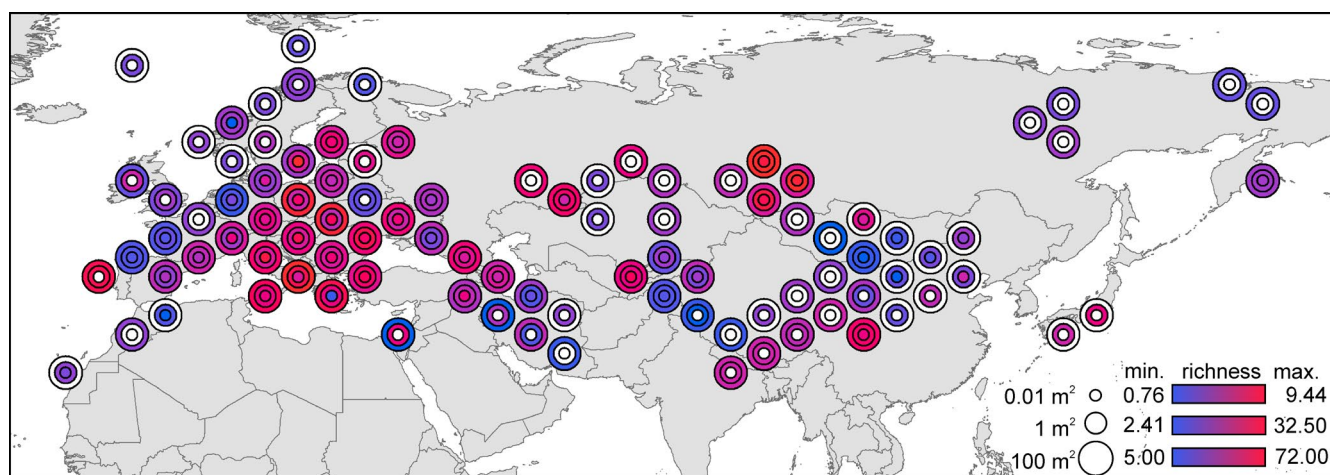 min. richness max.
0.01 m² 0.76 9.44
1 m² 2.41 32.50
100 m² 5.00 72.00